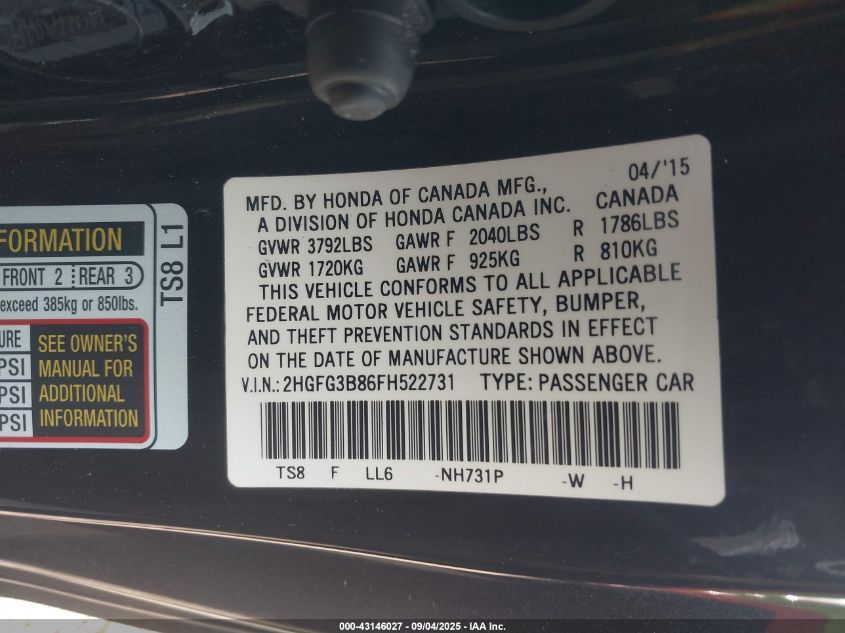 FORMATION
FRONT 2 REAR 3
exceed 385kg or 850lbs.
URE
PSI
PSI
PSI
SEE OWNER'S
MANUAL FOR
ADDITIONAL
INFORMATION
TS8 L1
04/'15
MFD. BY HONDA OF CANADA MFG.,
A DIVISION OF HONDA CANADA INC. CANADA
GVWR 3792LBS GAWR F 2040LBS R 1786LBS
GVWR 1720KG GAWR F 925KG R 810KG
THIS VEHICLE CONFORMS TO ALL APPLICABLE
FEDERAL MOTOR VEHICLE SAFETY, BUMPER,
AND THEFT PREVENTION STANDARDS IN EFFECT
ON THE DATE OF MANUFACTURE SHOWN ABOVE.
V.I.N.: 2HGFG3B86FH522731 TYPE: PASSENGER CAR
TS8 F LL6 -NH731P -W -H
000-43146027 - 09/04/2025 - IAA Inc.